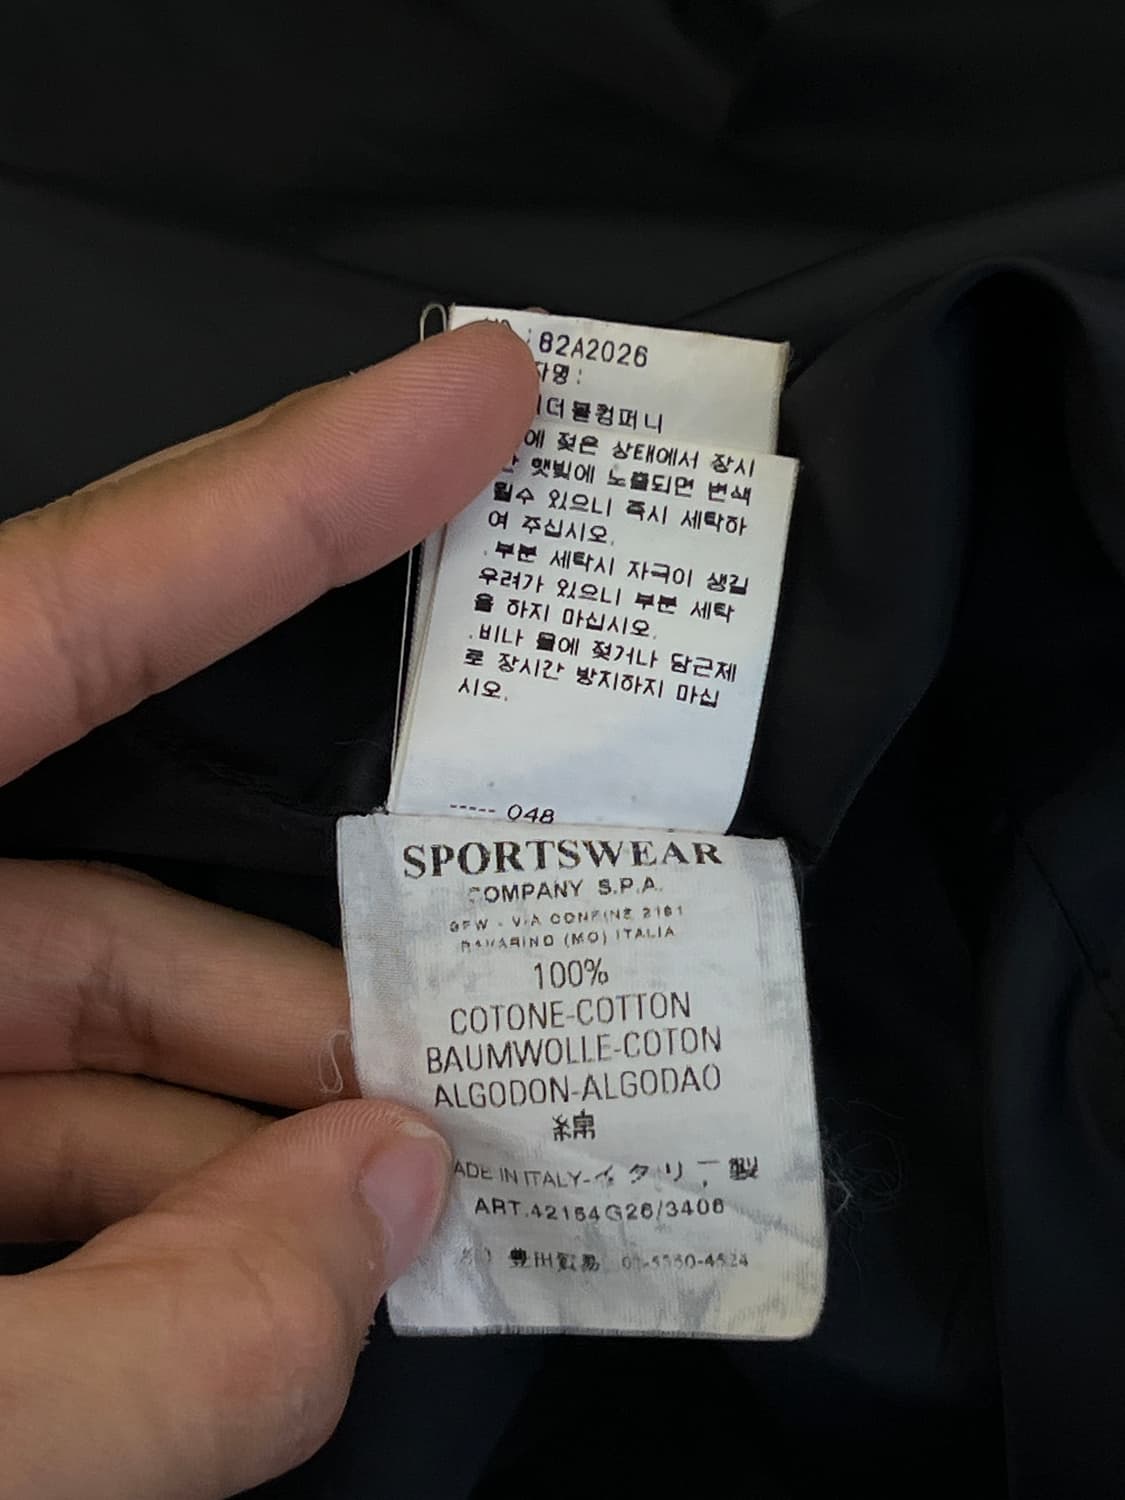 : 82A2026
자명 :
더블컴퍼니
에 젖은 상태에서 장시
햇빛에 노출되면 변색
될수 있으니 즉시 세탁하
여 주십시오.
.부분 세탁시 자국이 생길
우려가 있으니 부분 세탁
을 하지 마십시오.
.비나 물에 젖거나 담근제
로 장시간 방지하지 마십
시오.
----- 048
SPORTSWEAR
COMPANY S.P.A.
SFW - VIA CONFINE 2161
RAVARINO (MO) ITALIA
100%
COTONE-COTTON
BAUMWOLLE-COTON
ALGODON-ALGODAO
綿
ADE IN ITALY-イタリー製
ART.42164G26/3406
豊田貿易 03-5550-4524